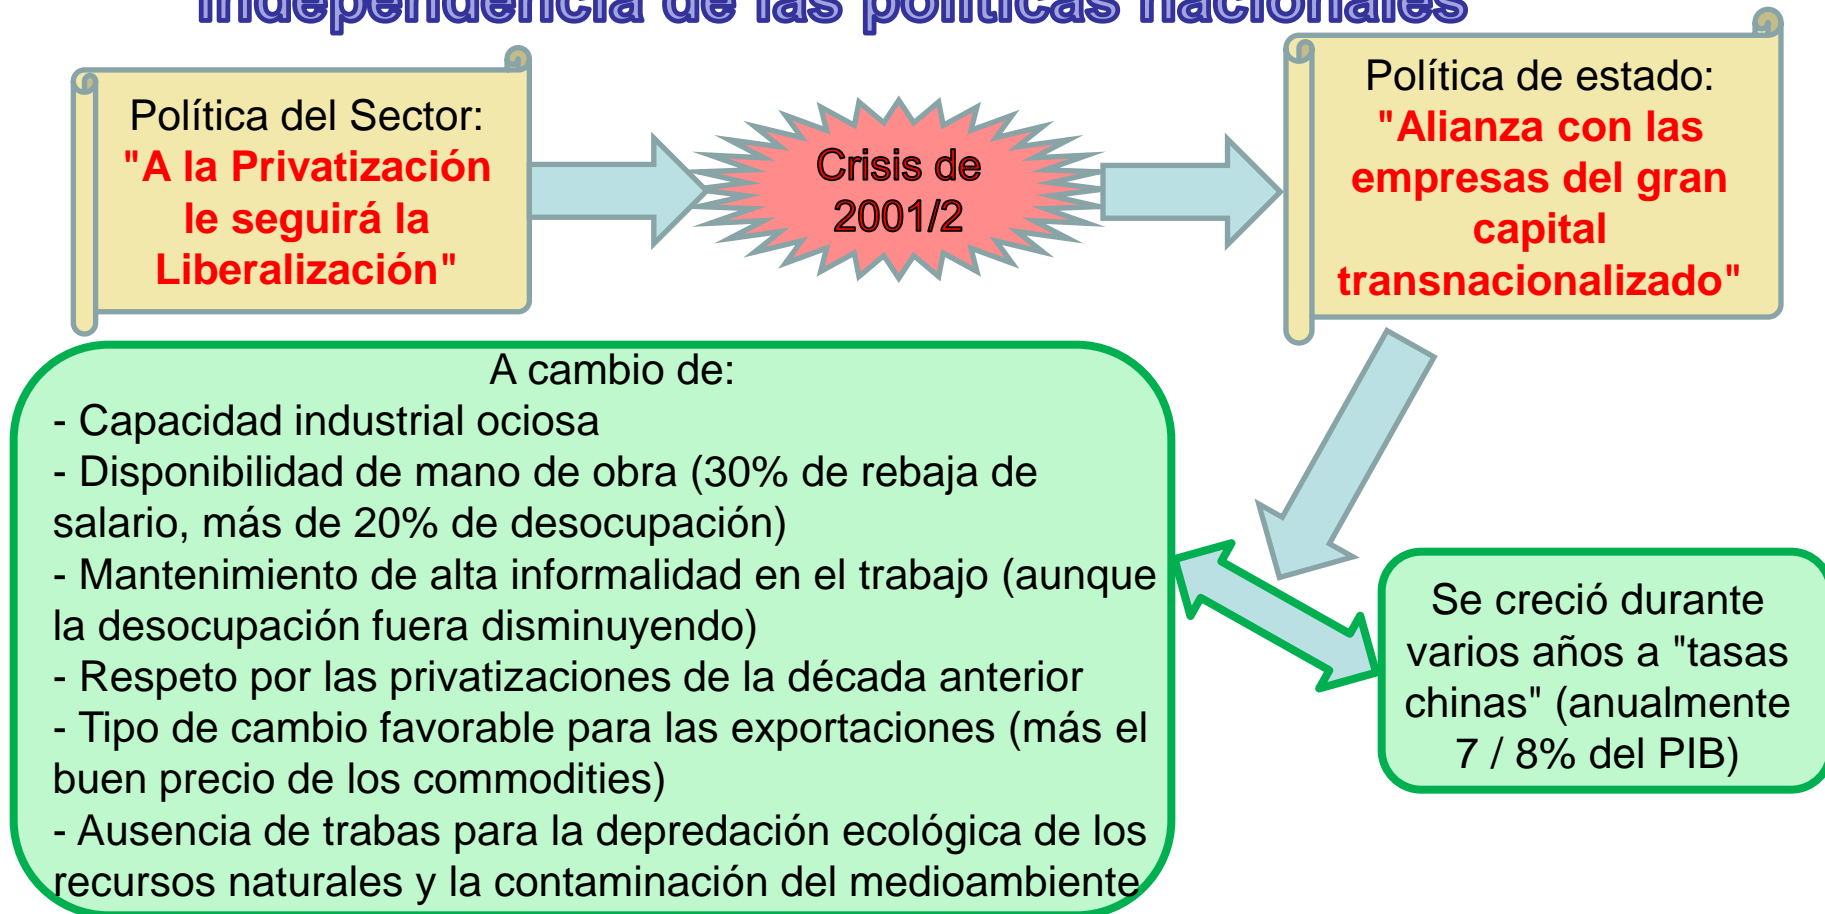 independencia de las políticas nacionales
Política del Sector:
"A la Privatización
le seguirá la
Liberalización"
Crisis de
2001/2
Política de estado:
"Alianza con las
empresas del gran
capital
transnacionalizado"
A cambio de:
- Capacidad industrial ociosa
- Disponibilidad de mano de obra (30% de rebaja de
salario, más de 20% de desocupación)
- Mantenimiento de alta informalidad en el trabajo (aunque
la desocupación fuera disminuyendo)
- Respeto por las privatizaciones de la década anterior
- Tipo de cambio favorable para las exportaciones (más el
buen precio de los commodities)
- Ausencia de trabas para la depredación ecológica de los
recursos naturales y la contaminación del medioambiente
Se creció durante
varios años a "tasas
chinas" (anualmente
7 / 8% del PIB)